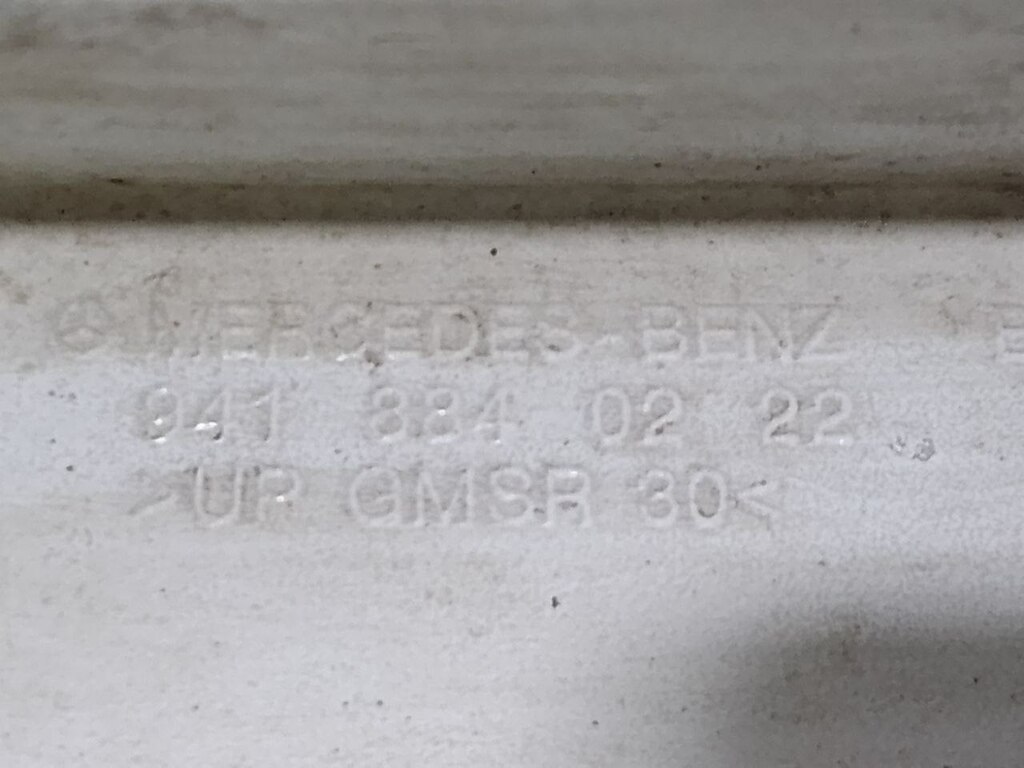 MERCEDES-BENZ E
941 884 02 22
>UP GMSR 30<